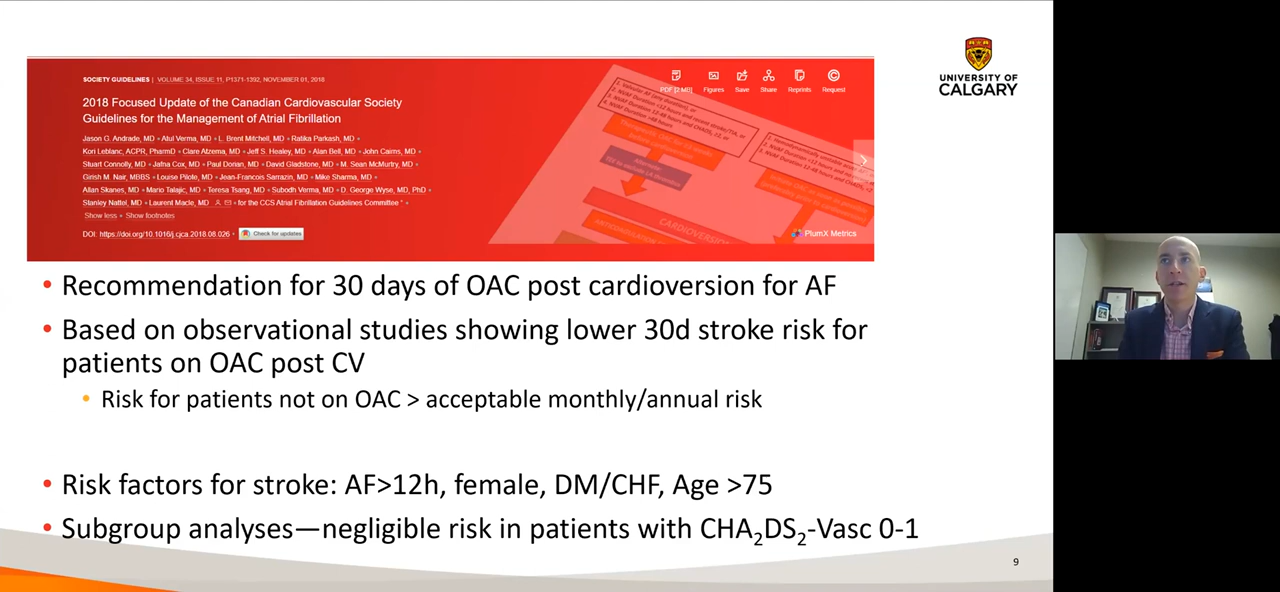 UNIVERSITY OF
CALGARY
SOCIETY GUIDELINES | VOLUME 34, ISSUE 11, P1371-1392, NOVEMBER 01, 2018
PDF [2 MB] Figures Save Share Reprints Request
2018 Focused Update of the Canadian Cardiovascular Society
Guidelines for the Management of Atrial Fibrillation
Jason G. Andrade, MD • Atul Verma, MD • L. Brent Mitchell, MD • Ratika Parkash, MD •
Kori Leblanc, ACPR, PharmD • Clare Atzema, MD • Jeff S. Healey, MD • Alan Bell, MD • John Cairns, MD •
Stuart Connolly, MD • Jafna Cox, MD • Paul Dorian, MD • David Gladstone, MD • M. Sean McMurtry, MD •
Girish M. Nair, MBBS • Louise Pilote, MD • Jean-Francois Sarrazin, MD • Mike Sharma, MD •
Allan Skanes, MD • Mario Talajic, MD • Teresa Tsang, MD • Subodh Verma, MD • D. George Wyse, MD, PhD •
Stanley Nattel, MD • Laurent Macle, MD • for the CCS Atrial Fibrillation Guidelines Committee *
Show less • Show footnotes
DOI: https://doi.org/10.1016/j.cjca.2018.08.026 • Check for updates
PlumX Metrics
CARDIOVERSION
• Recommendation for 30 days of OAC post cardioversion for AF
• Based on observational studies showing lower 30d stroke risk for
patients on OAC post CV
• Risk for patients not on OAC > acceptable monthly/annual risk
• Risk factors for stroke: AF>12h, female, DM/CHF, Age >75
• Subgroup analyses—negligible risk in patients with CHA₂DS₂-Vasc 0-1
9